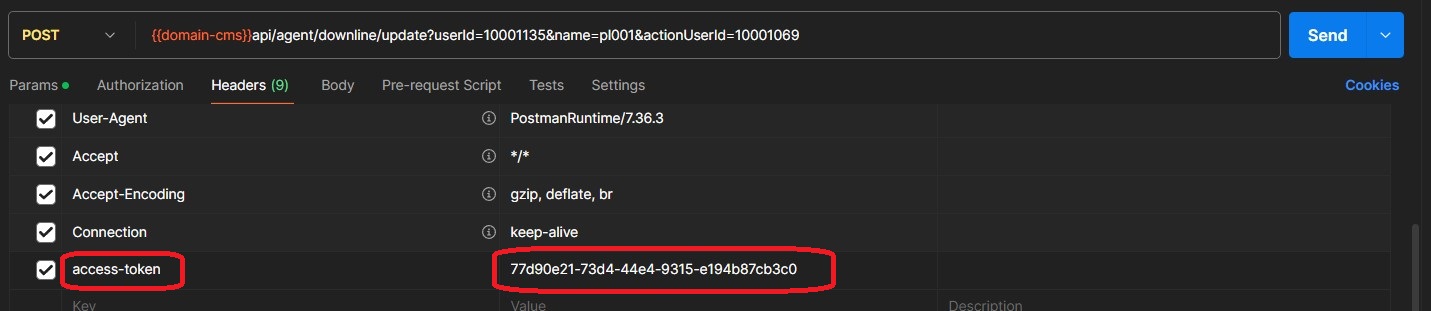 POST {{domain-cms}}api/agent/downline/update?userId=10001135&name=pl001&actionUserId=10001069 Send
Params Authorization Headers (9) Body Pre-request Script Tests Settings Cookies
User-Agent PostmanRuntime/7.36.3
Accept */*
Accept-Encoding gzip, deflate, br
Connection keep-alive
access-token 77d90e21-73d4-44e4-9315-e194b87cb3c0
Key Value Description